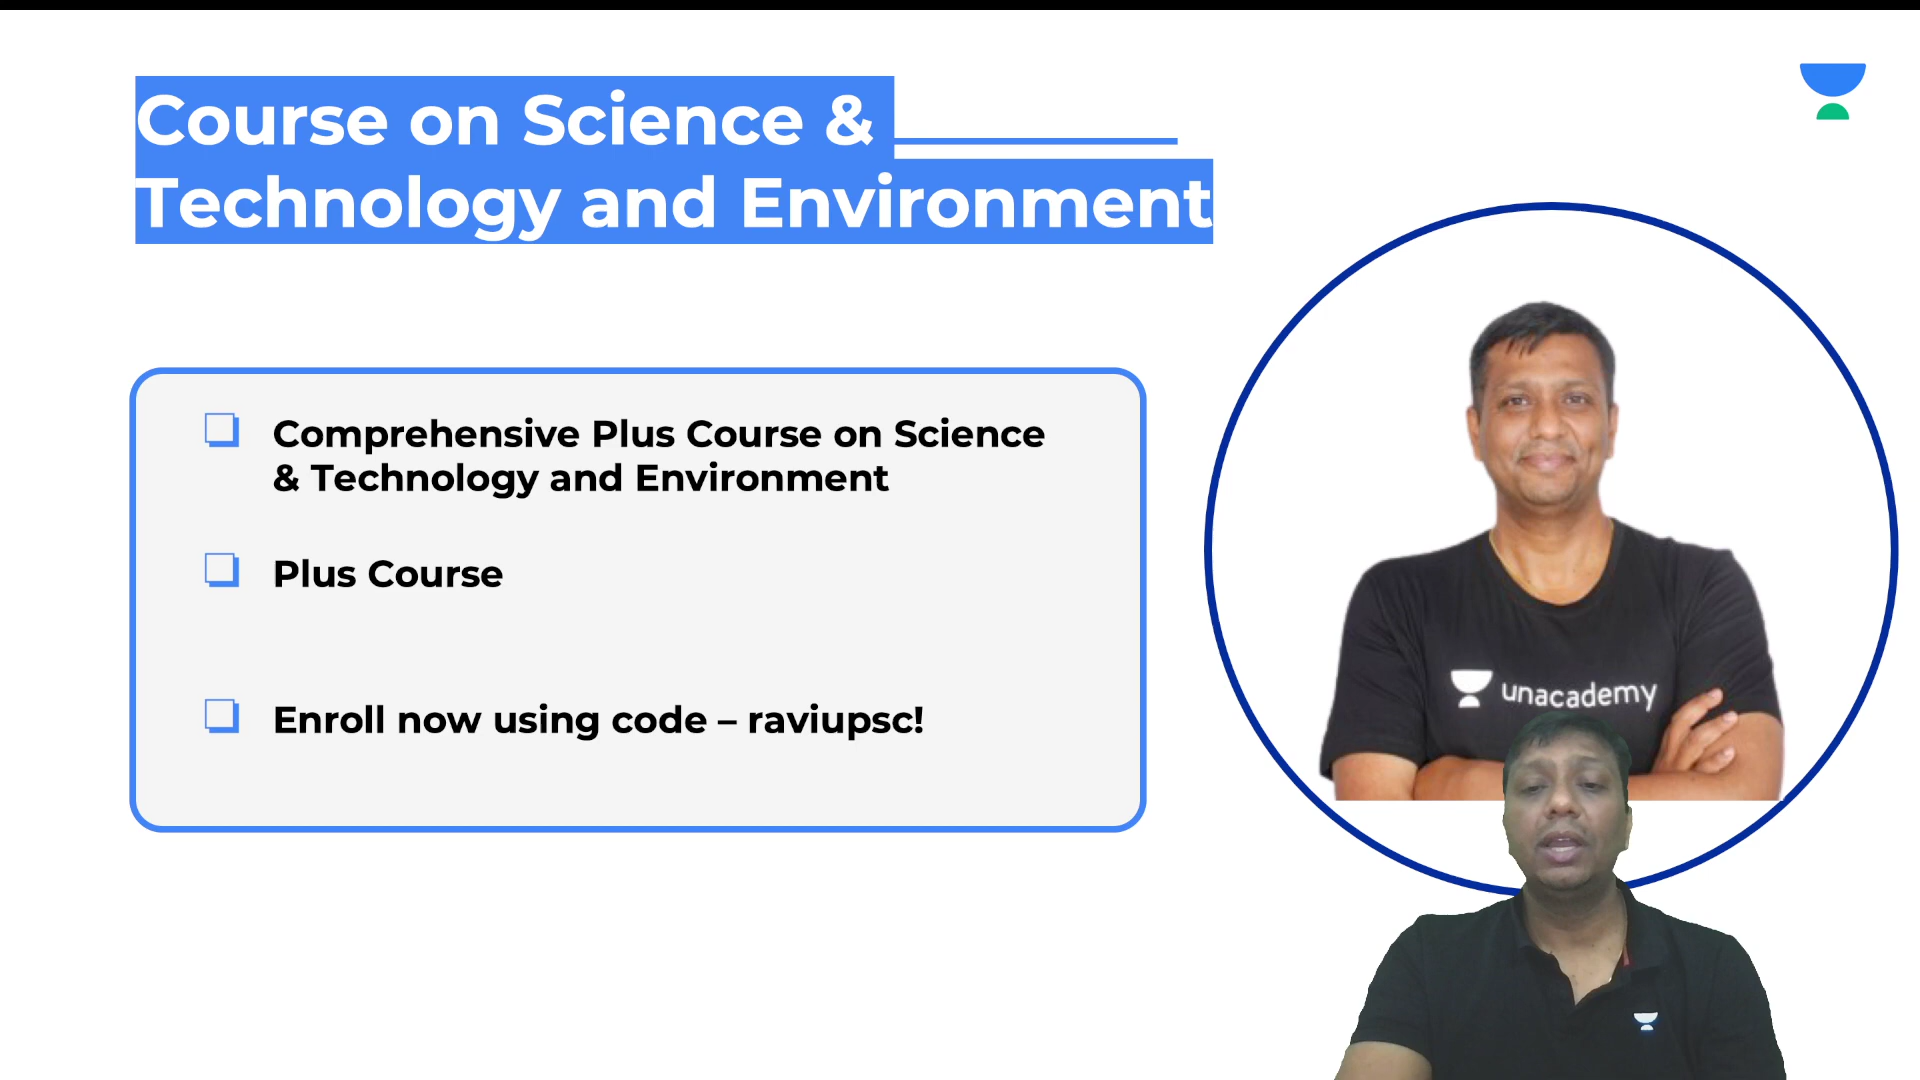 Course on Science &
Technology and Environment
Comprehensive Plus Course on Science
& Technology and Environment
Plus Course
Enroll now using code – raviupsc!
unacademy